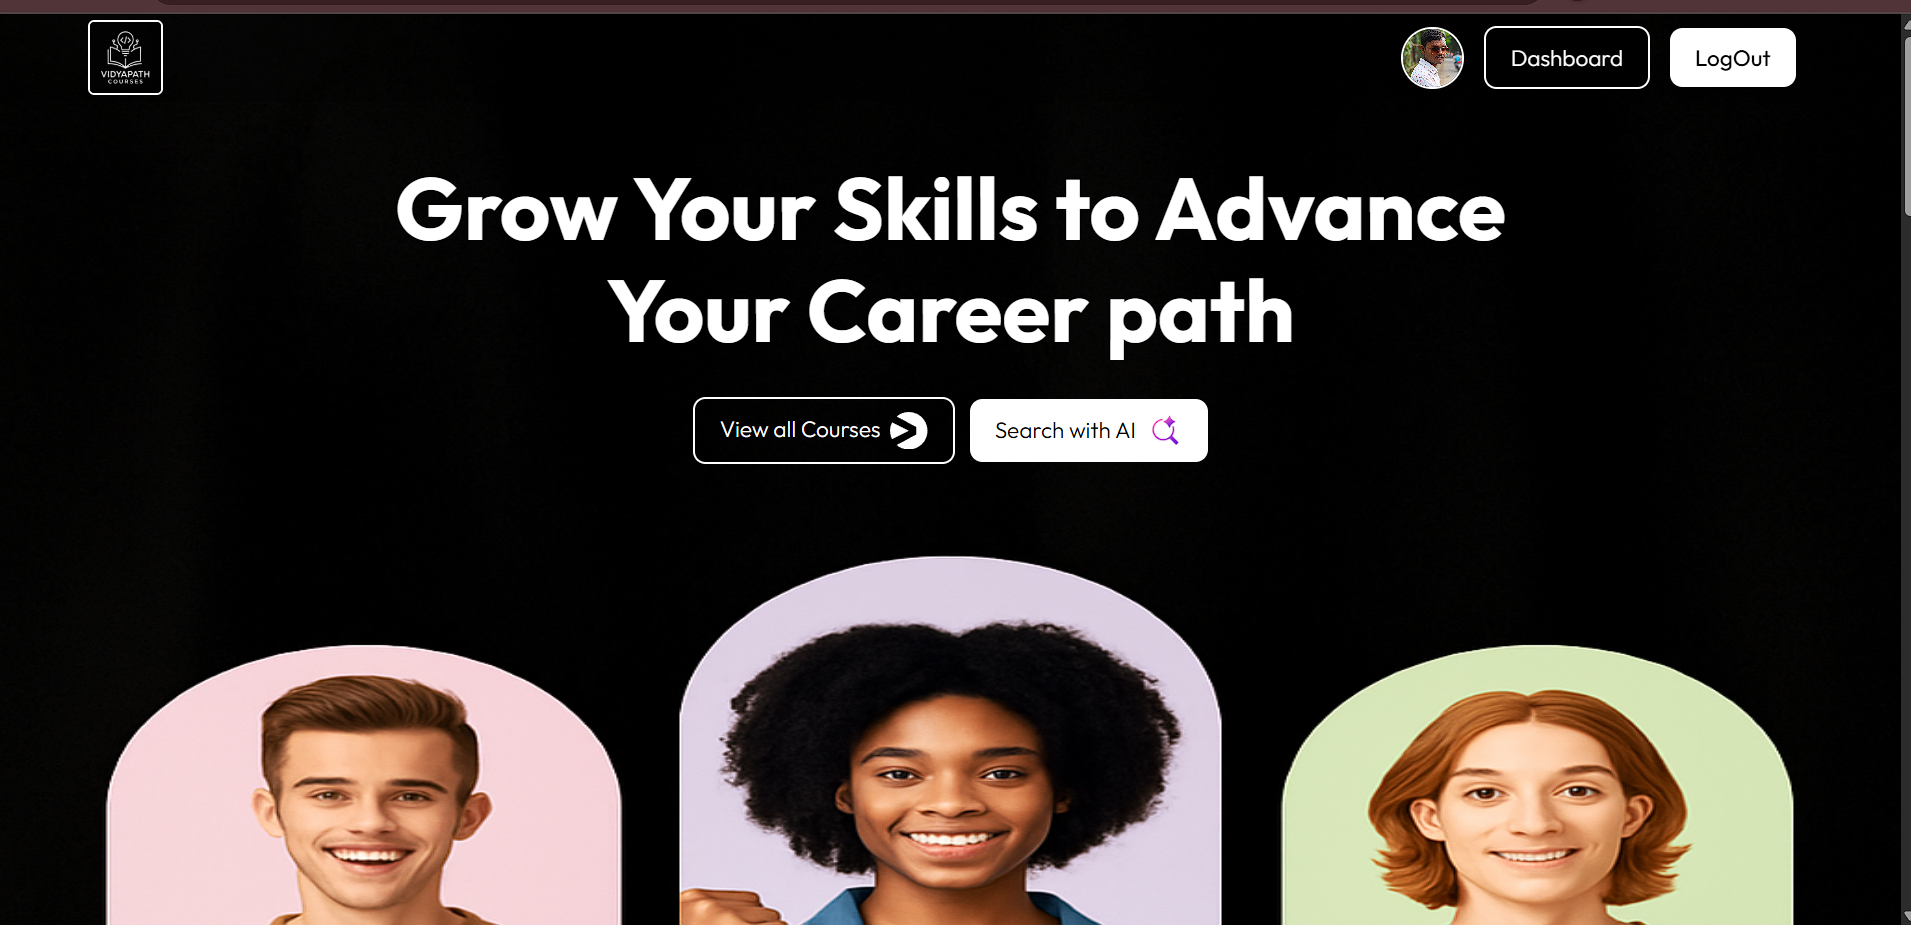 VIDYAPATH
COURSES
Dashboard
LogOut
Grow Your Skills to Advance
Your Career path
View all Courses
Search with AI